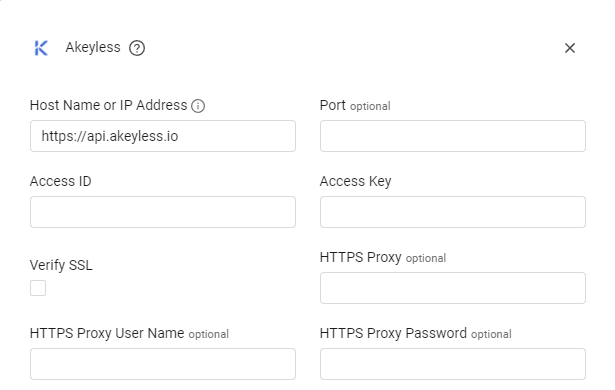 Akeyless
Host Name or IP Address
Port optional
https://api.akeyless.io
Access ID
Access Key
Verify SSL
HTTPS Proxy optional
HTTPS Proxy User Name optional
HTTPS Proxy Password optional